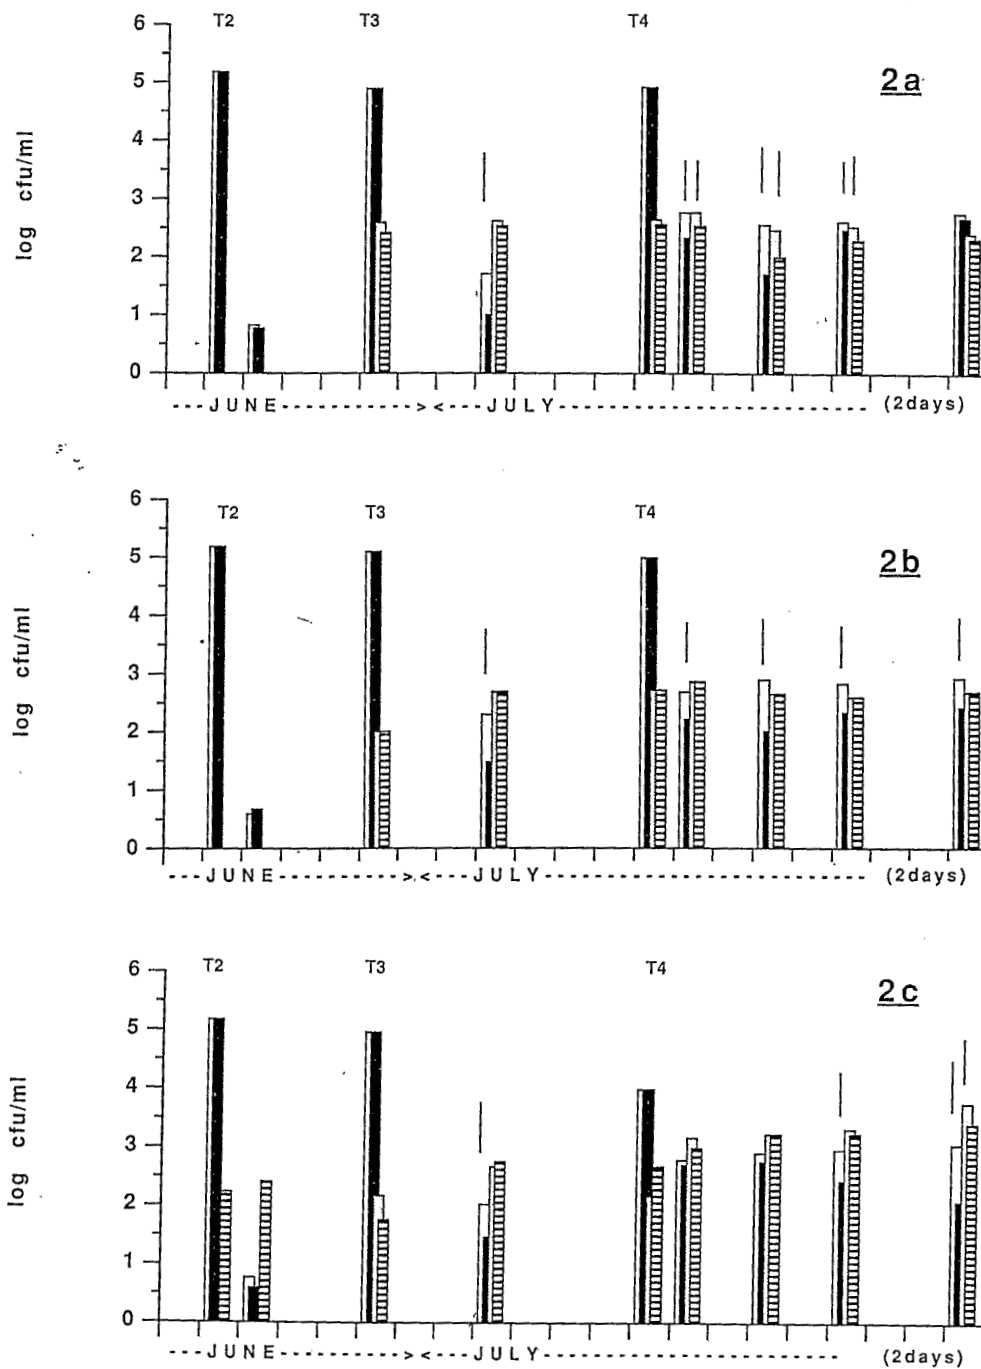 T2 T3 T4
2a
6
5
4
3
2
1
0
log cfu/ml
---JUNE------------><----JULY------------------------ (2days)
T2 T3 T4
2b
6
5
4
3
2
1
0
log cfu/ml
---JUNE------------><----JULY------------------------ (2days)
T2 T3 T4
2c
6
5
4
3
2
1
0
log cfu/ml
---JUNE------------><----JULY---------------------- (2days)